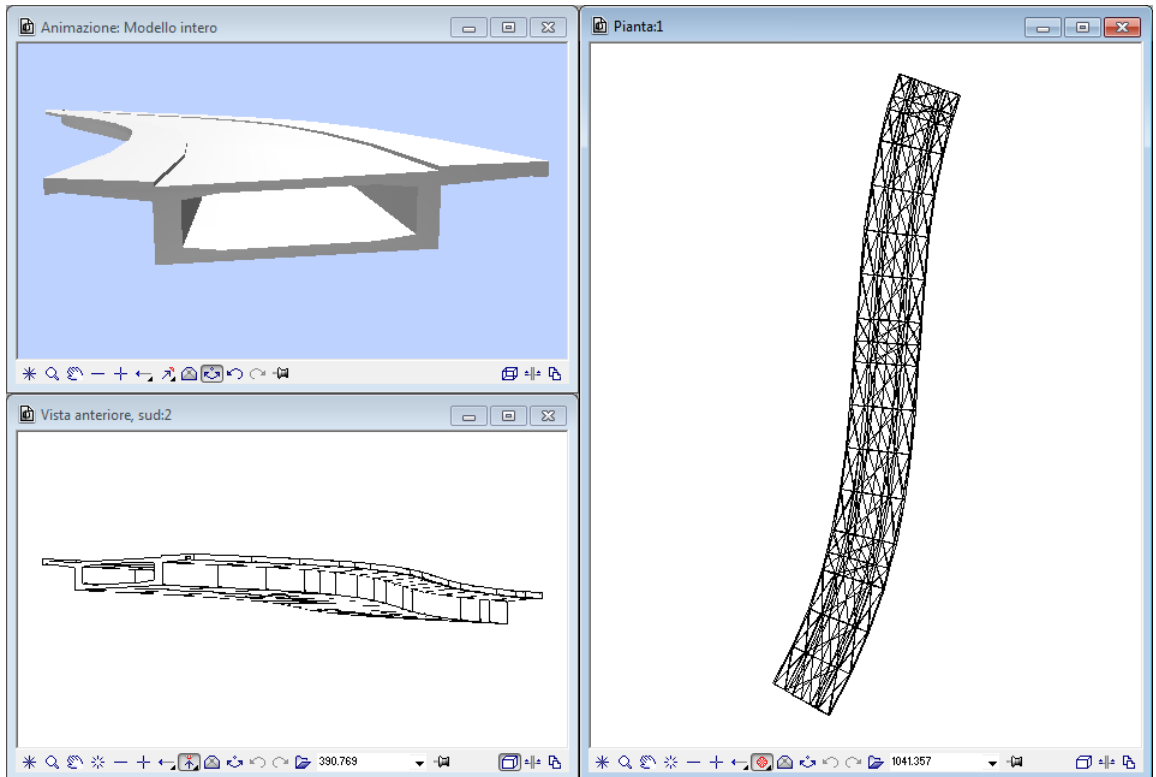 Animazione: Modello intero
Pianta:1
Vista anteriore, sud:2
390.769
1041.357